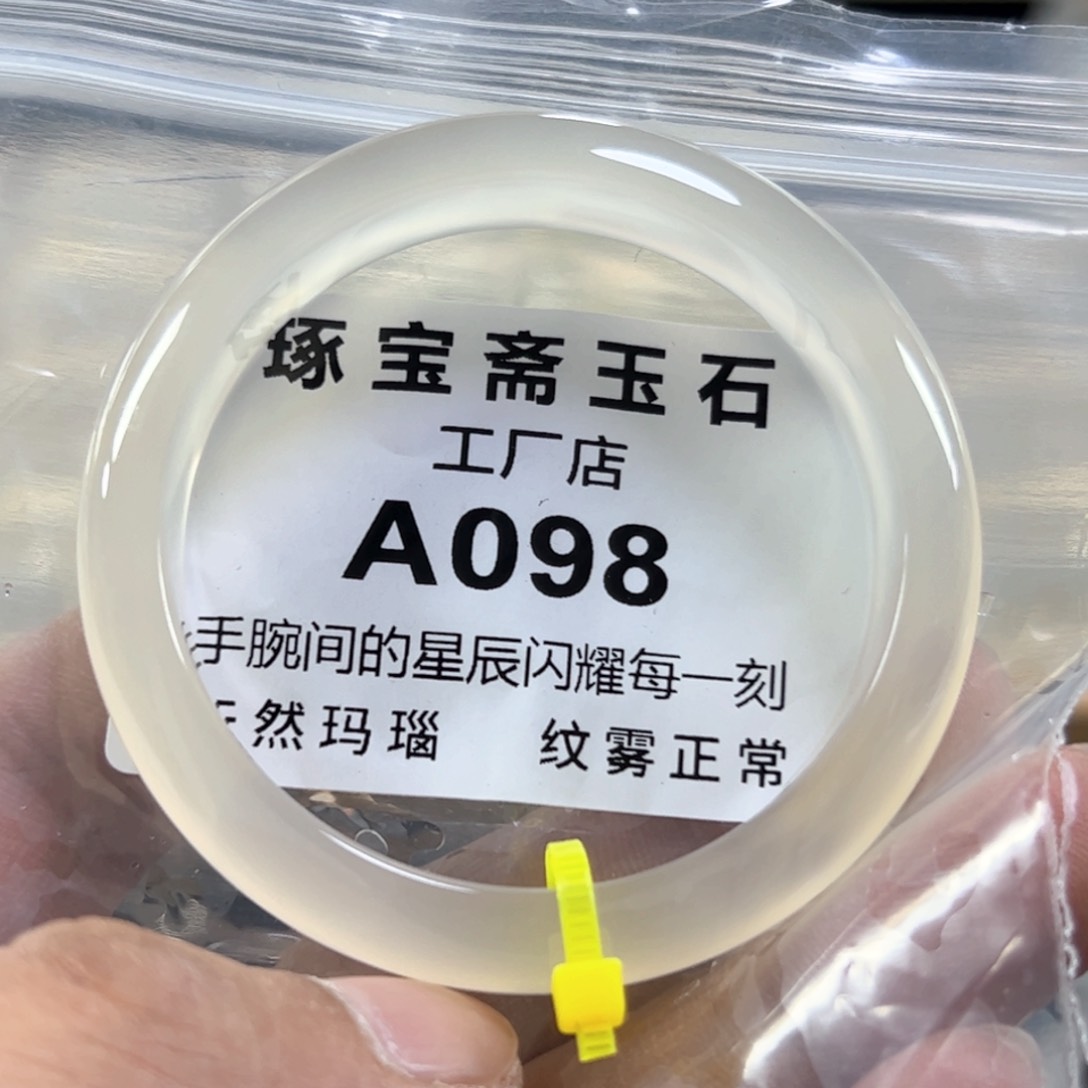 琢宝斋玉石
工厂店
A098
手腕间的星辰闪耀每一刻
天然玛瑙 纹雾正常